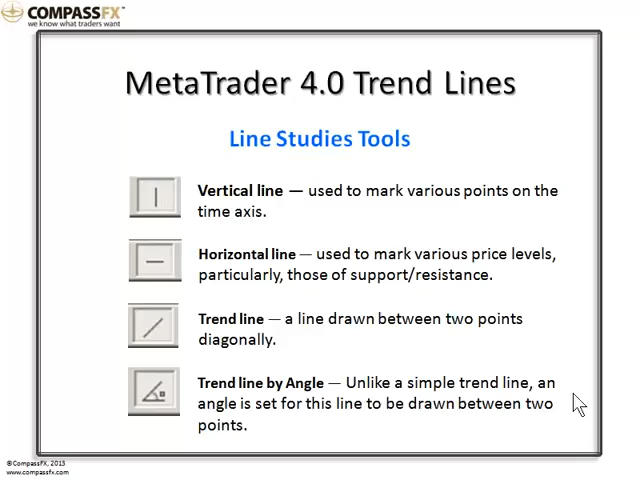 COMPASSFX™
we know what traders want
MetaTrader 4.0 Trend Lines
Line Studies Tools
Vertical line — used to mark various points on the
time axis.
Horizontal line — used to mark various price levels,
particularly, those of support/resistance.
Trend line — a line drawn between two points
diagonally.
Trend line by Angle — Unlike a simple trend line, an
angle is set for this line to be drawn between two
points.
©CompassFX, 2013
www.compassfx.com